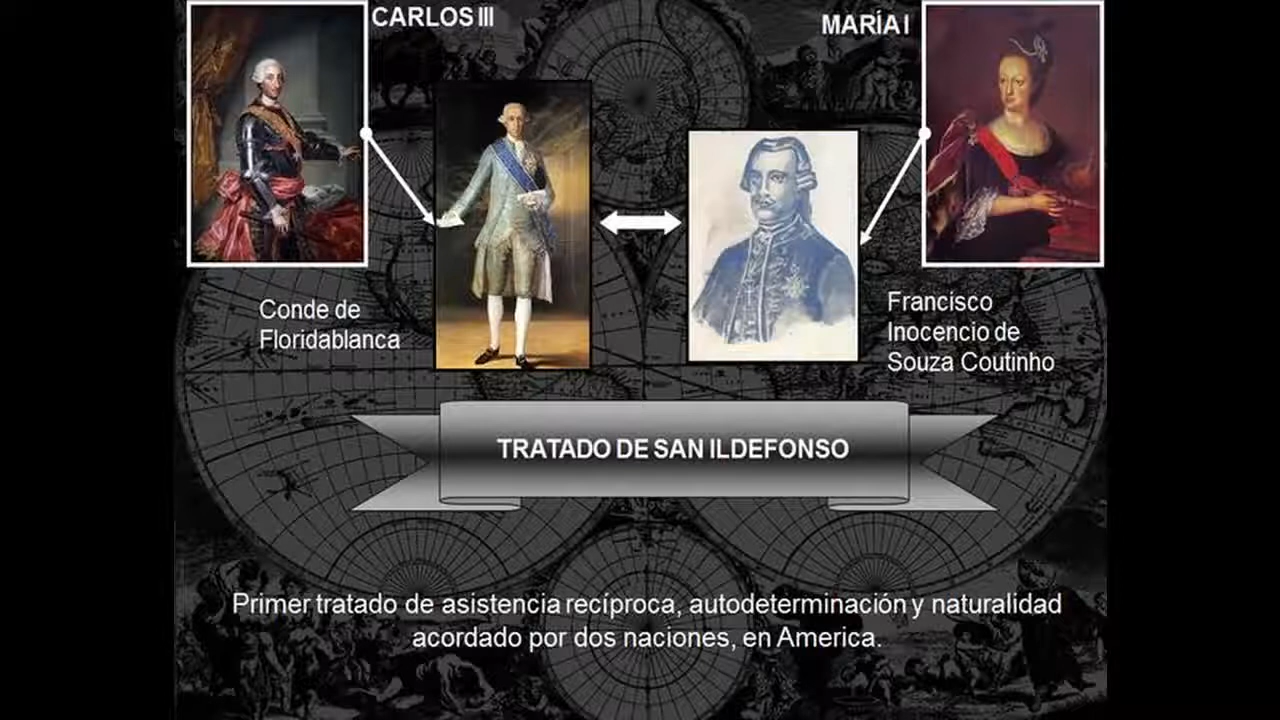 CARLOS III
MARÍA I
Conde de
Floridablanca
Francisco
Inocencio de
Souza Coutinho
TRATADO DE SAN ILDEFONSO
Primer tratado de asistencia recíproca, autodeterminación y naturalidad
acordado por dos naciones, en America.